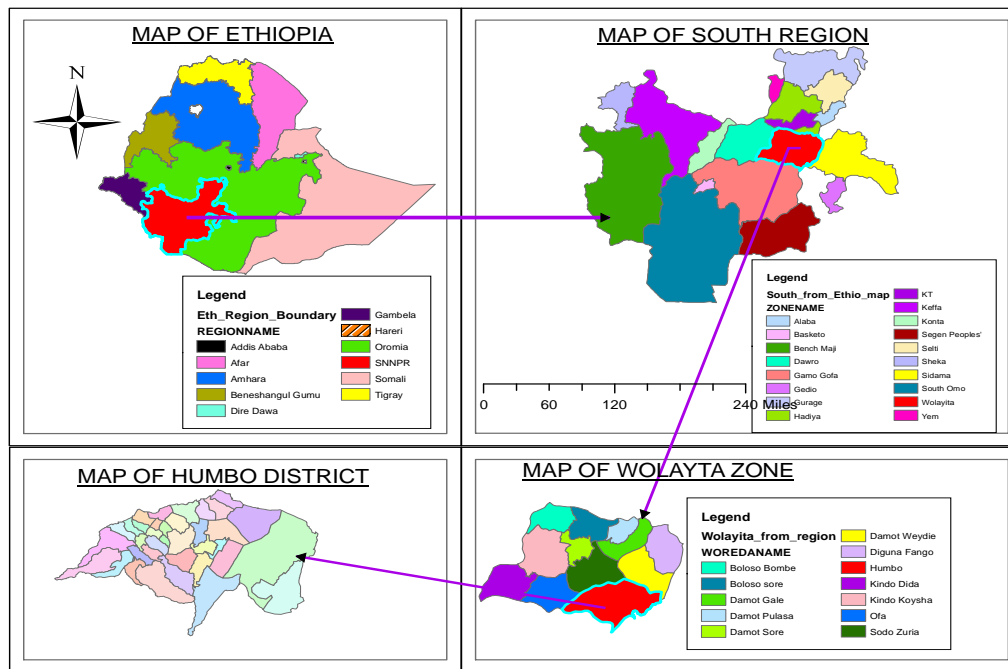 MAP OF ETHIOPIA
N
Legend
Eth_Region_Boundary
REGIONNAME
Addis Ababa
Afar
Amhara
Beneshangul Gumu
Dire Dawa
Gambela
Hareri
Oromia
SNNPR
Somali
Tigray
MAP OF SOUTH REGION
0 60 120 240 Miles
Legend
South_from_Ethio_map
ZONENAME
Alaba
Basketo
Bench Maji
Dawro
Gamo Gofa
Gedio
Gurage
Hadiya
KT
Keffa
Konta
Segen Peoples'
Selti
Sheka
Sidama
South Omo
Wolayita
Yem
MAP OF HUMBO DISTRICT
MAP OF WOLAYTA ZONE
Legend
Wolayita_from_region
WOREDANAME
Boloso Bombe
Boloso sore
Damot Gale
Damot Pulasa
Damot Sore
Damot Weydie
Diguna Fango
Humbo
Kindo Dida
Kindo Koysha
Ofa
Sodo Zuria